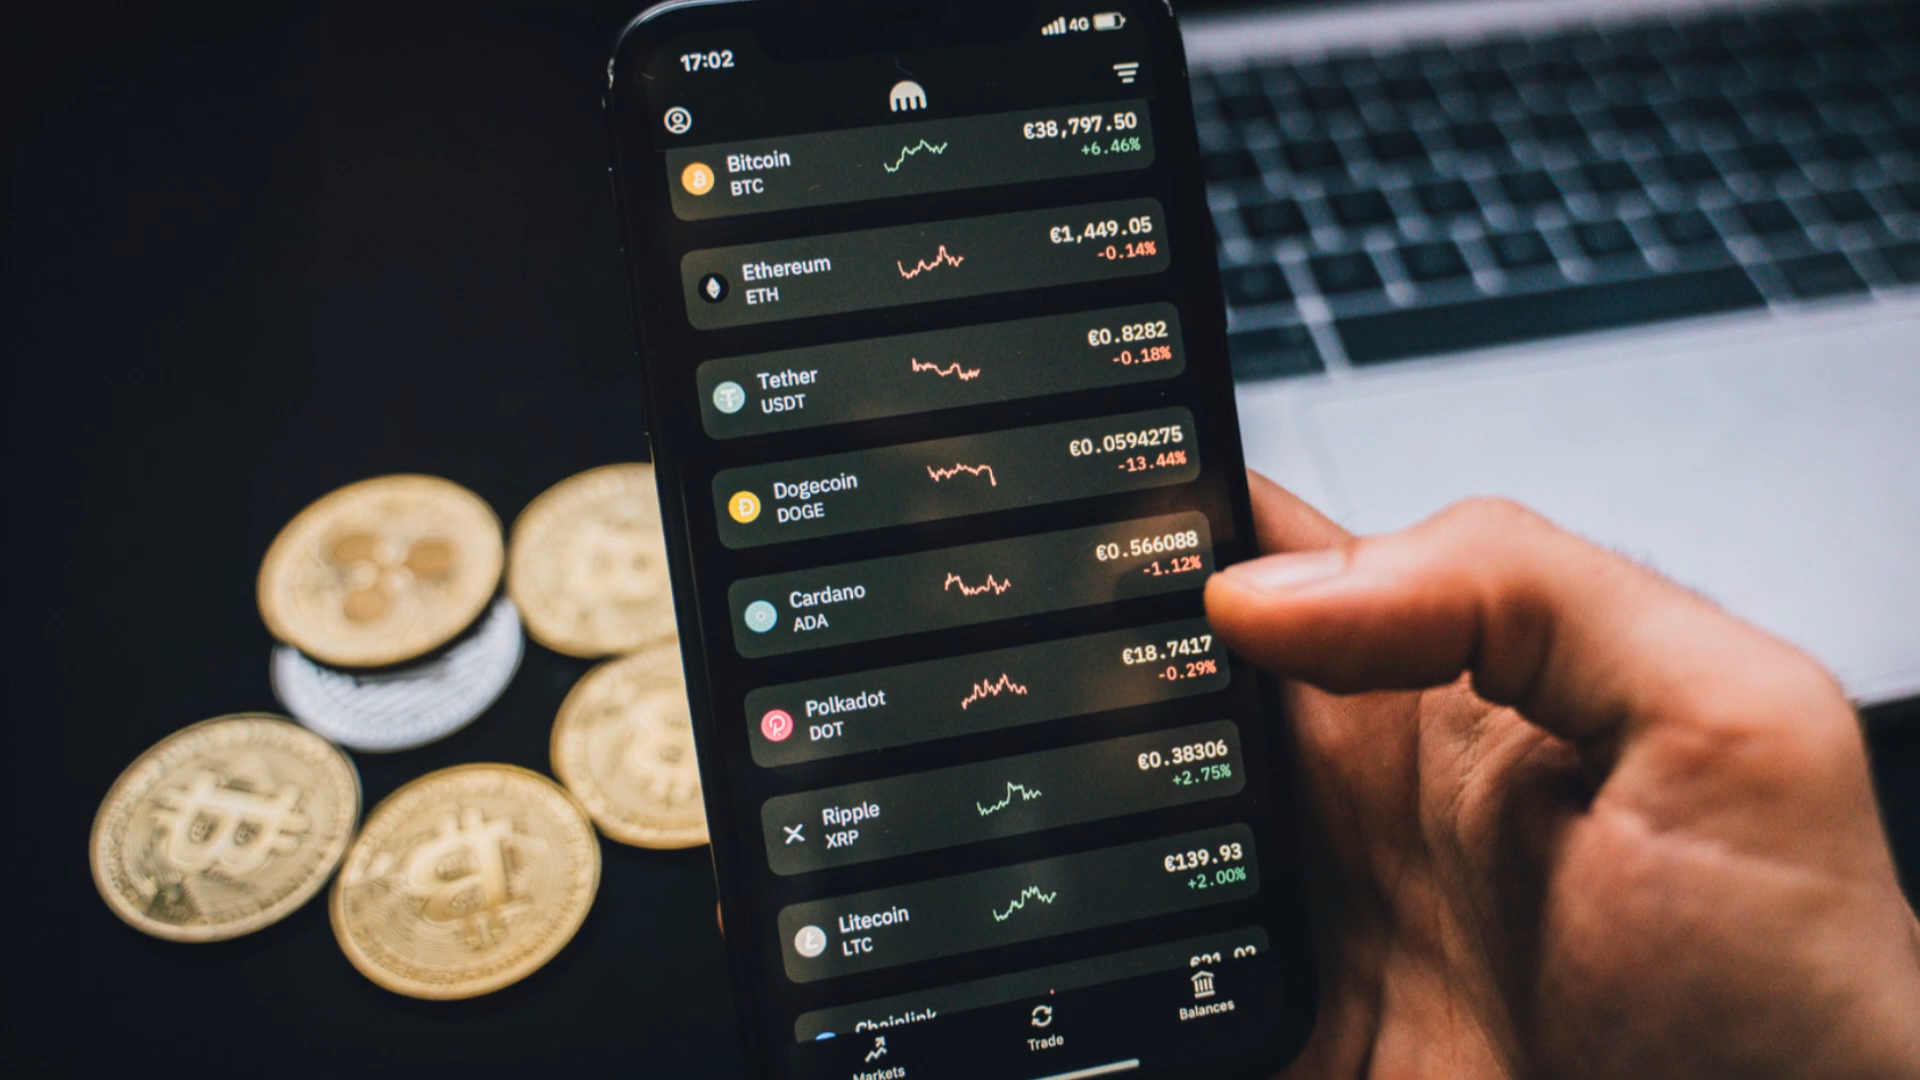 17:02
4G
Bitcoin
BTC
€38,797.50
+6.46%
Ethereum
ETH
€1,449.05
-0.14%
Tether
USDT
€0.8282
-0.18%
Dogecoin
DOGE
€0.0594275
-13.44%
Cardano
ADA
€0.566088
-1.12%
Polkadot
DOT
€18.7417
-0.29%
Ripple
XRP
€0.38306
+2.75%
Litecoin
LTC
€139.93
+2.00%
Chainlink
Markets
Trade
Balances